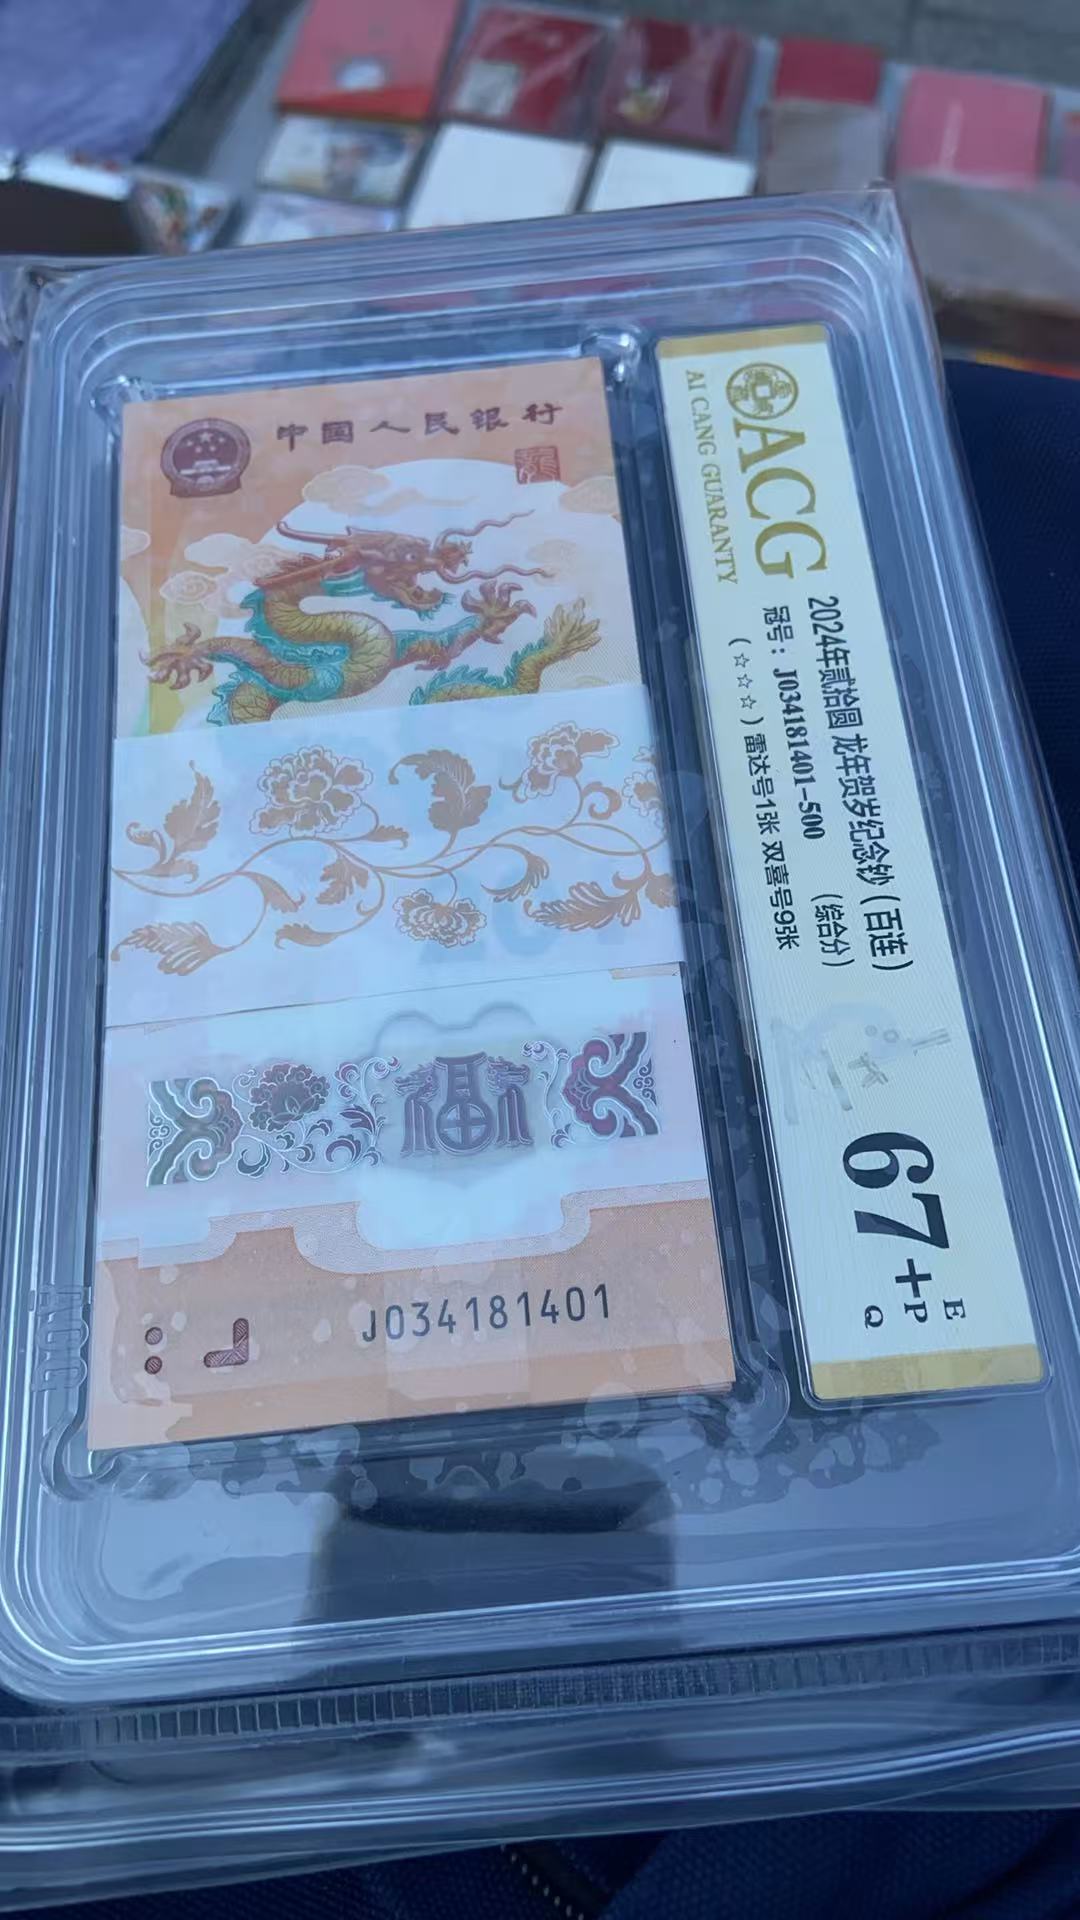 中国人民银行
J034181401
ACG
AI CANG GUARANTY
2024年贰拾圆 龙年贺岁纪念钞（百连）
冠号：J034181401-500 （综合分）
（☆☆☆）雷达号1张 双喜号9张
67+
E
P
Q